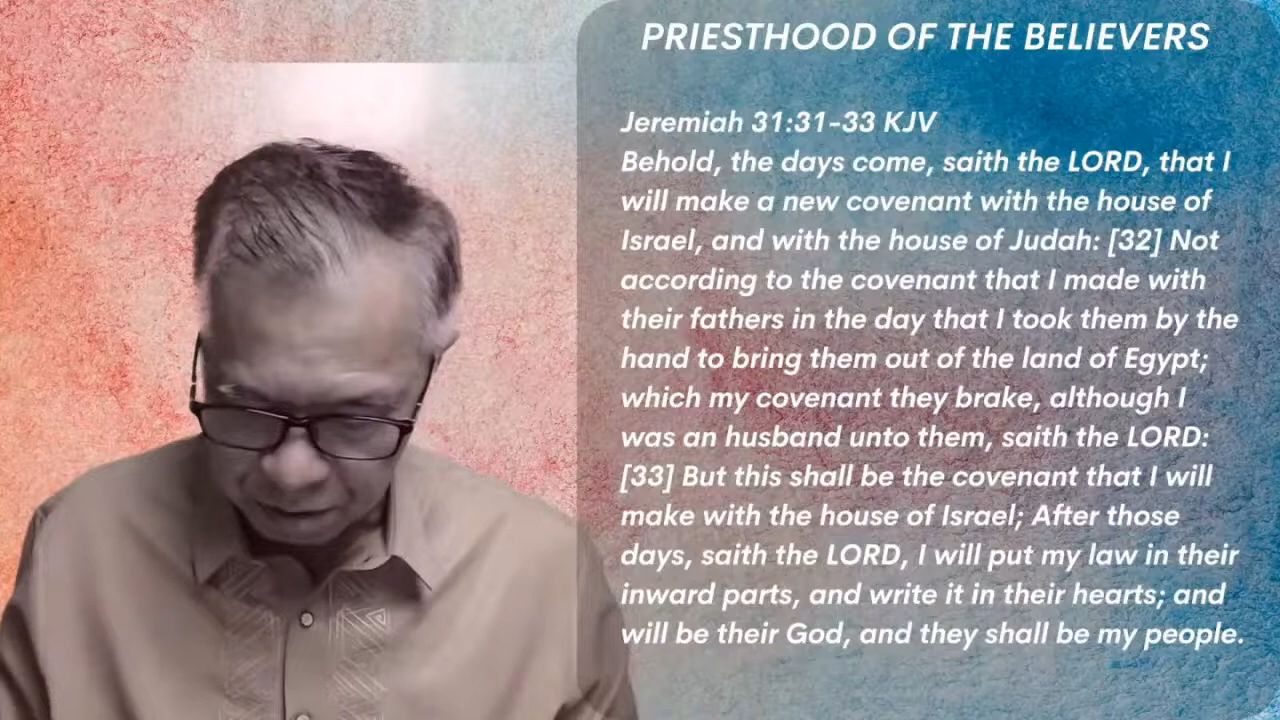 PRIESTHOOD OF THE BELIEVERS
Jeremiah 31:31-33 KJV
Behold, the days come, saith the LORD, that I
will make a new covenant with the house of
Israel, and with the house of Judah: [32] Not
according to the covenant that I made with
their fathers in the day that I took them by the
hand to bring them out of the land of Egypt;
which my covenant they brake, although I
was an husband unto them, saith the LORD:
[33] But this shall be the covenant that I will
make with the house of Israel; After those
days, saith the LORD, I will put my law in their
inward parts, and write it in their hearts; and
will be their God, and they shall be my people.